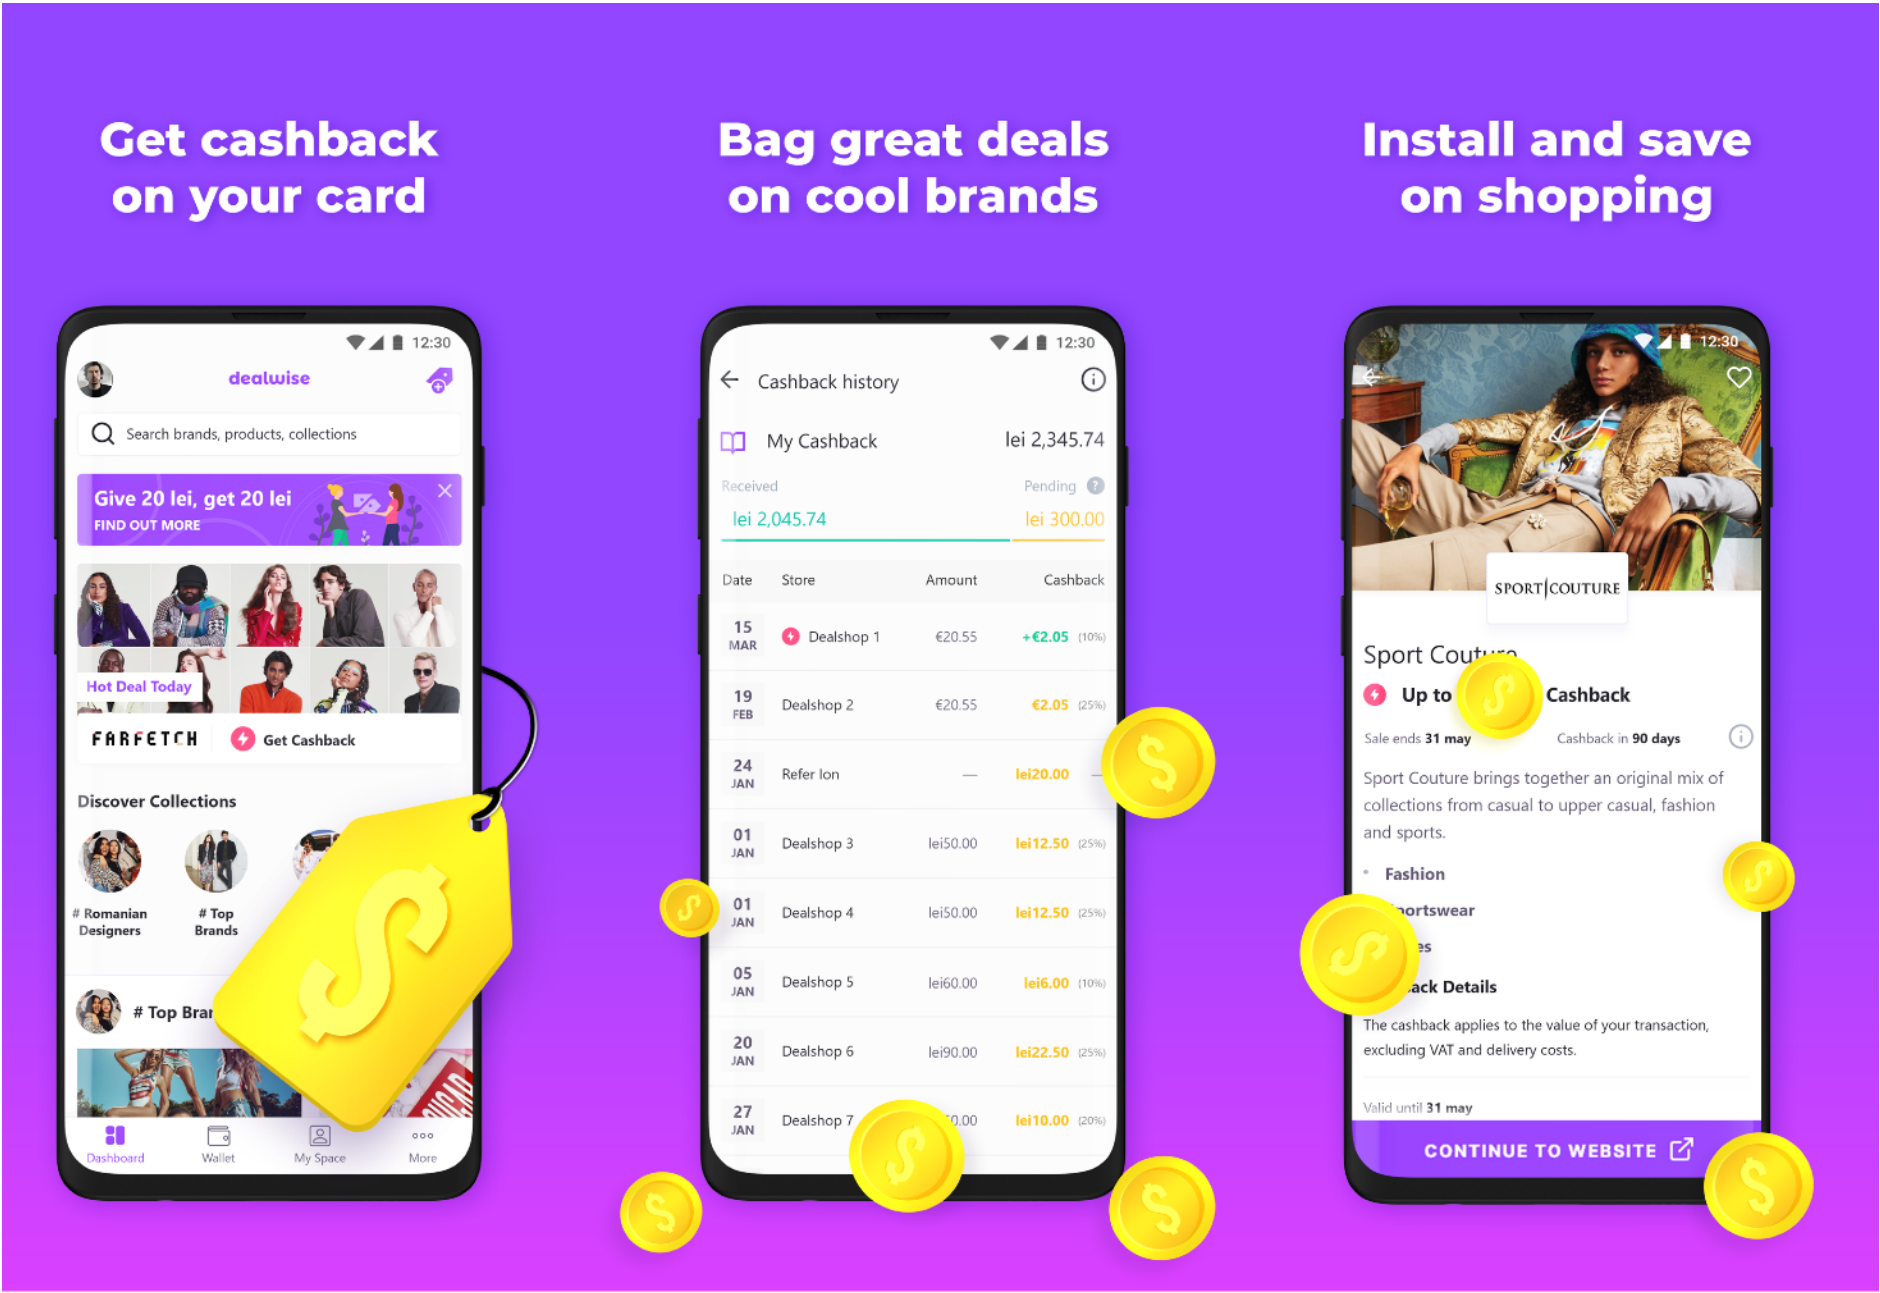 Get cashback
on your card
12:30
dealwise
Search brands, products, collections
Give 20 lei, get 20 lei
FIND OUT MORE
Hot Deal Today
FARFETCH
Get Cashback
Discover Collections
# Romanian
Designers
# Top
Brands
# Top
Dashboard
Wallet
My Space
More
Bag great deals
on cool brands
12:30
Cashback history
My Cashback lei 2,345.74
Received Pending ?
lei 2,045.74 lei 300.00
Date Store Amount Cashback
15
MAR
Dealshop 1 €20.55 +€2.05 (10%)
19
FEB
Dealshop 2 €20.55 €2.05 (25%)
24
JAN
Refer Ion — lei20.00 —
01
JAN
Dealshop 3 lei50.00 lei12.50 (25%)
01
JAN
Dealshop 4 lei50.00 lei12.50 (25%)
05
JAN
Dealshop 5 lei60.00 lei6.00 (10%)
20
JAN
Dealshop 6 lei90.00 lei22.50 (25%)
27
JAN
Dealshop 7 lei10.00 (20%)
Install and save
on shopping
12:30
SPORT|COUTURE
Sport Couture
Up to Cashback
Sale ends 31 may Cashback in 90 days
Sport Couture brings together an original mix of
collections from casual to upper casual, fashion
and sports.
Fashion
Details
The cashback applies to the value of your transaction,
excluding VAT and delivery costs.
Valid until 31 may
CONTINUE TO WEBSITE